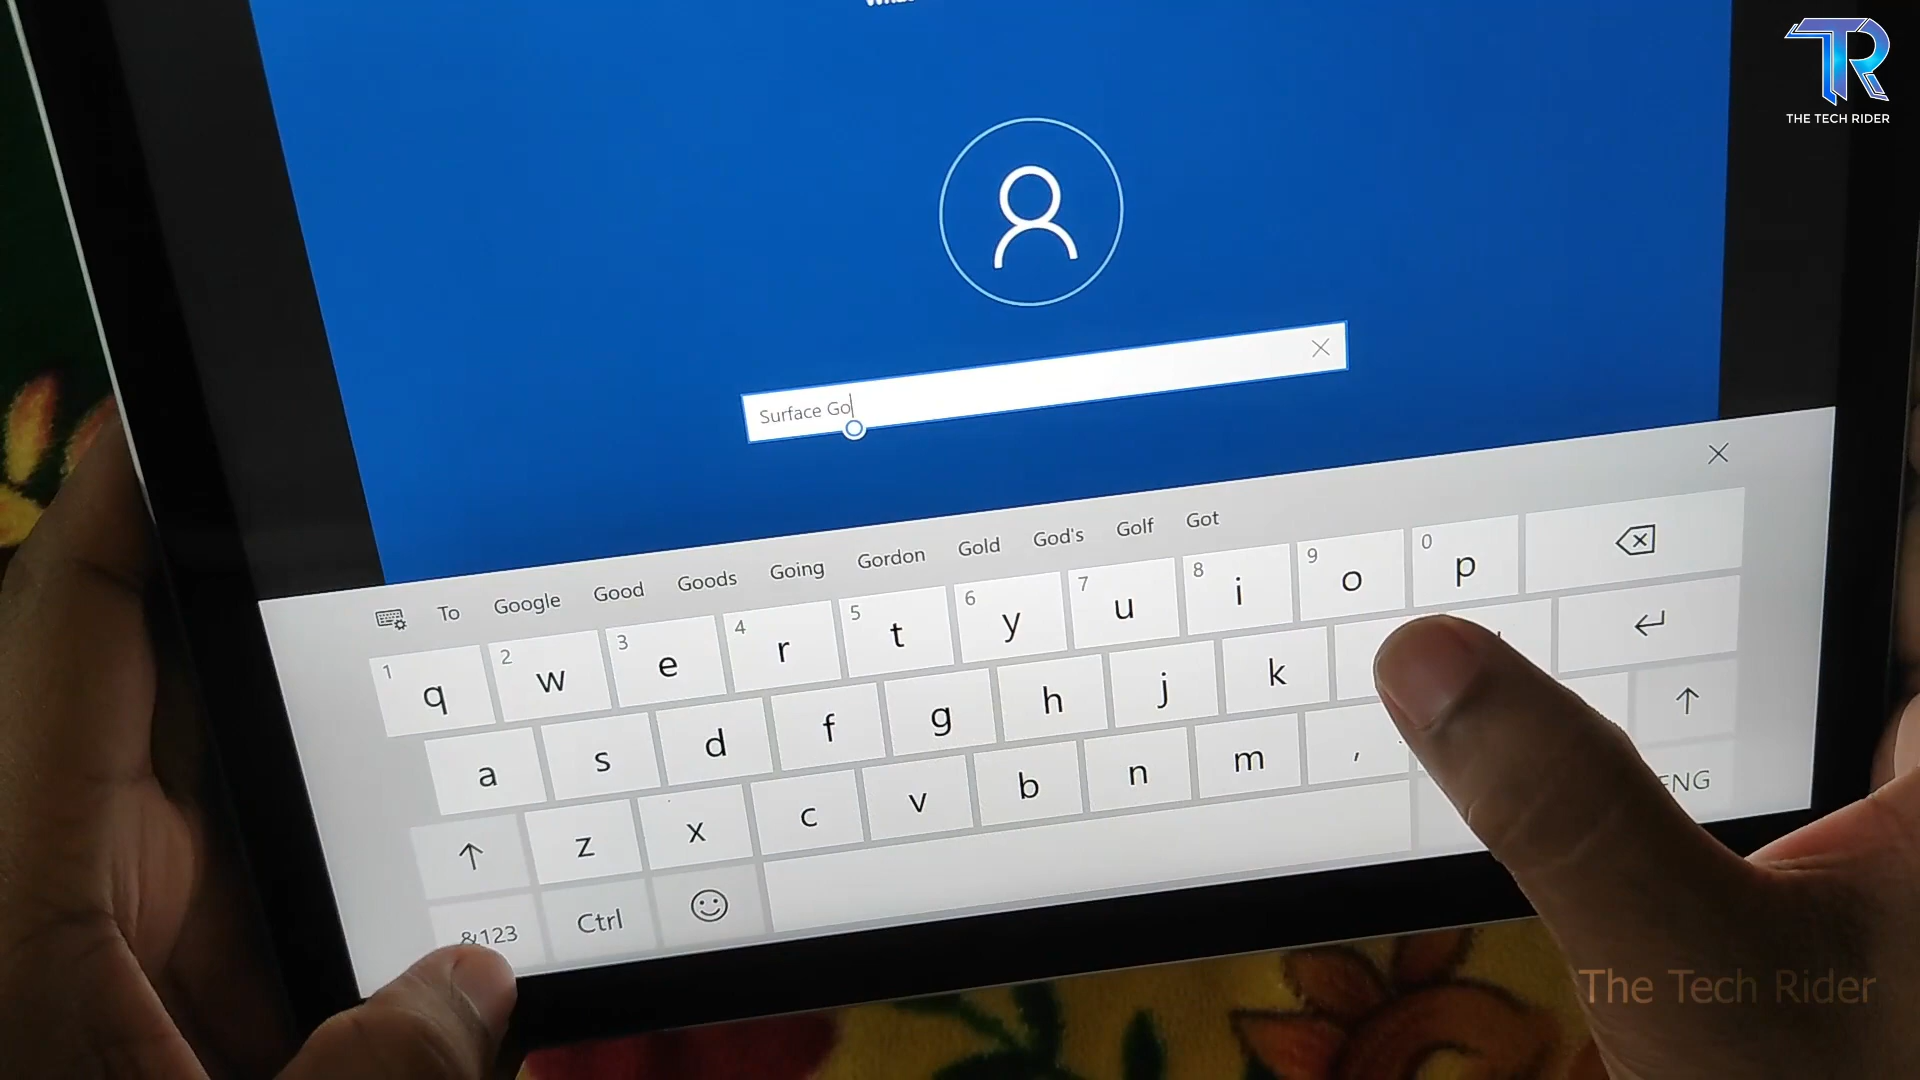 THE TECH RIDER
Surface Go
To Google Good Goods Going Gordon Gold God's Golf Got
1 q 2 w 3 e 4 r 5 t 6 y 7 u 8 i 9 o 0 p
a s d f g h j k
z x c v b n m ,
&123 Ctrl ENG
The Tech Rider